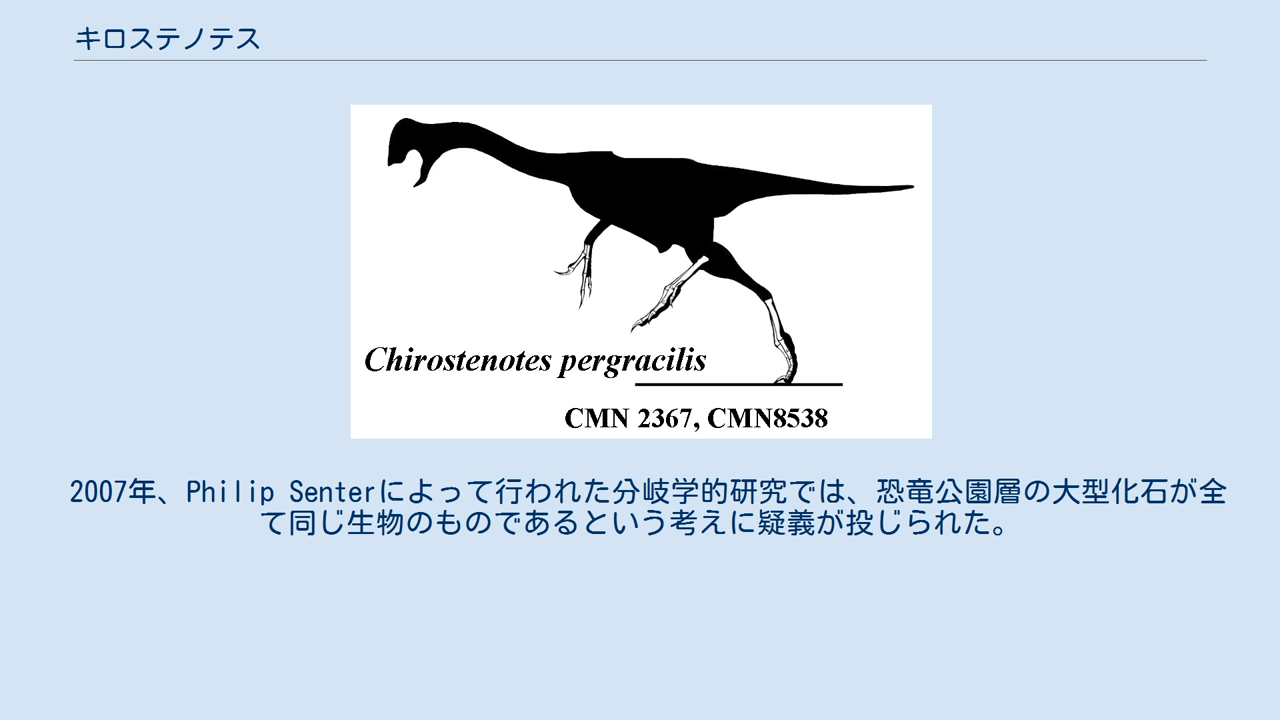 キロステノテス
Chirostenotes pergracilis
CMN 2367, CMN8538
2007年、Philip Senterによって行われた分岐学的研究では、恐竜公園層の大型化石が全
て同じ生物のものであるという考えに疑義が投じられた。